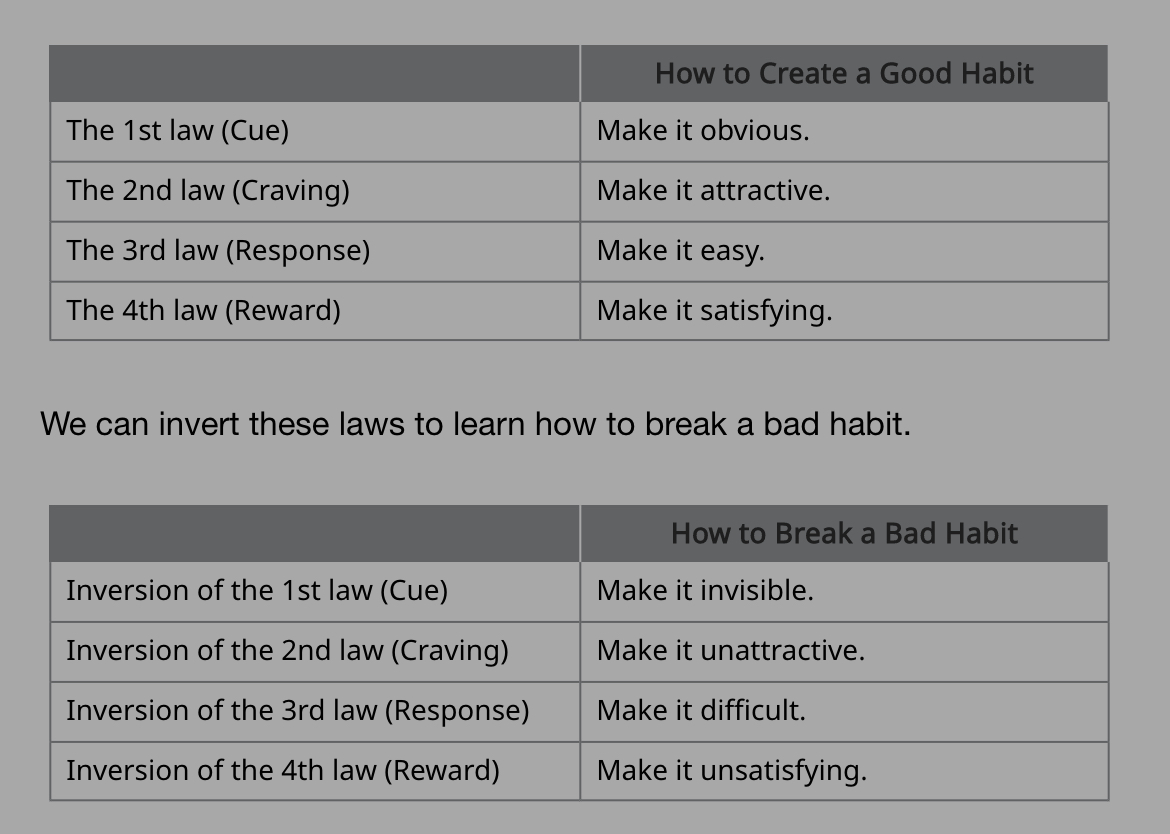 How to Create a Good Habit
The 1st law (Cue) Make it obvious.
The 2nd law (Craving) Make it attractive.
The 3rd law (Response) Make it easy.
The 4th law (Reward) Make it satisfying.
We can invert these laws to learn how to break a bad habit.
How to Break a Bad Habit
Inversion of the 1st law (Cue) Make it invisible.
Inversion of the 2nd law (Craving) Make it unattractive.
Inversion of the 3rd law (Response) Make it difficult.
Inversion of the 4th law (Reward) Make it unsatisfying.